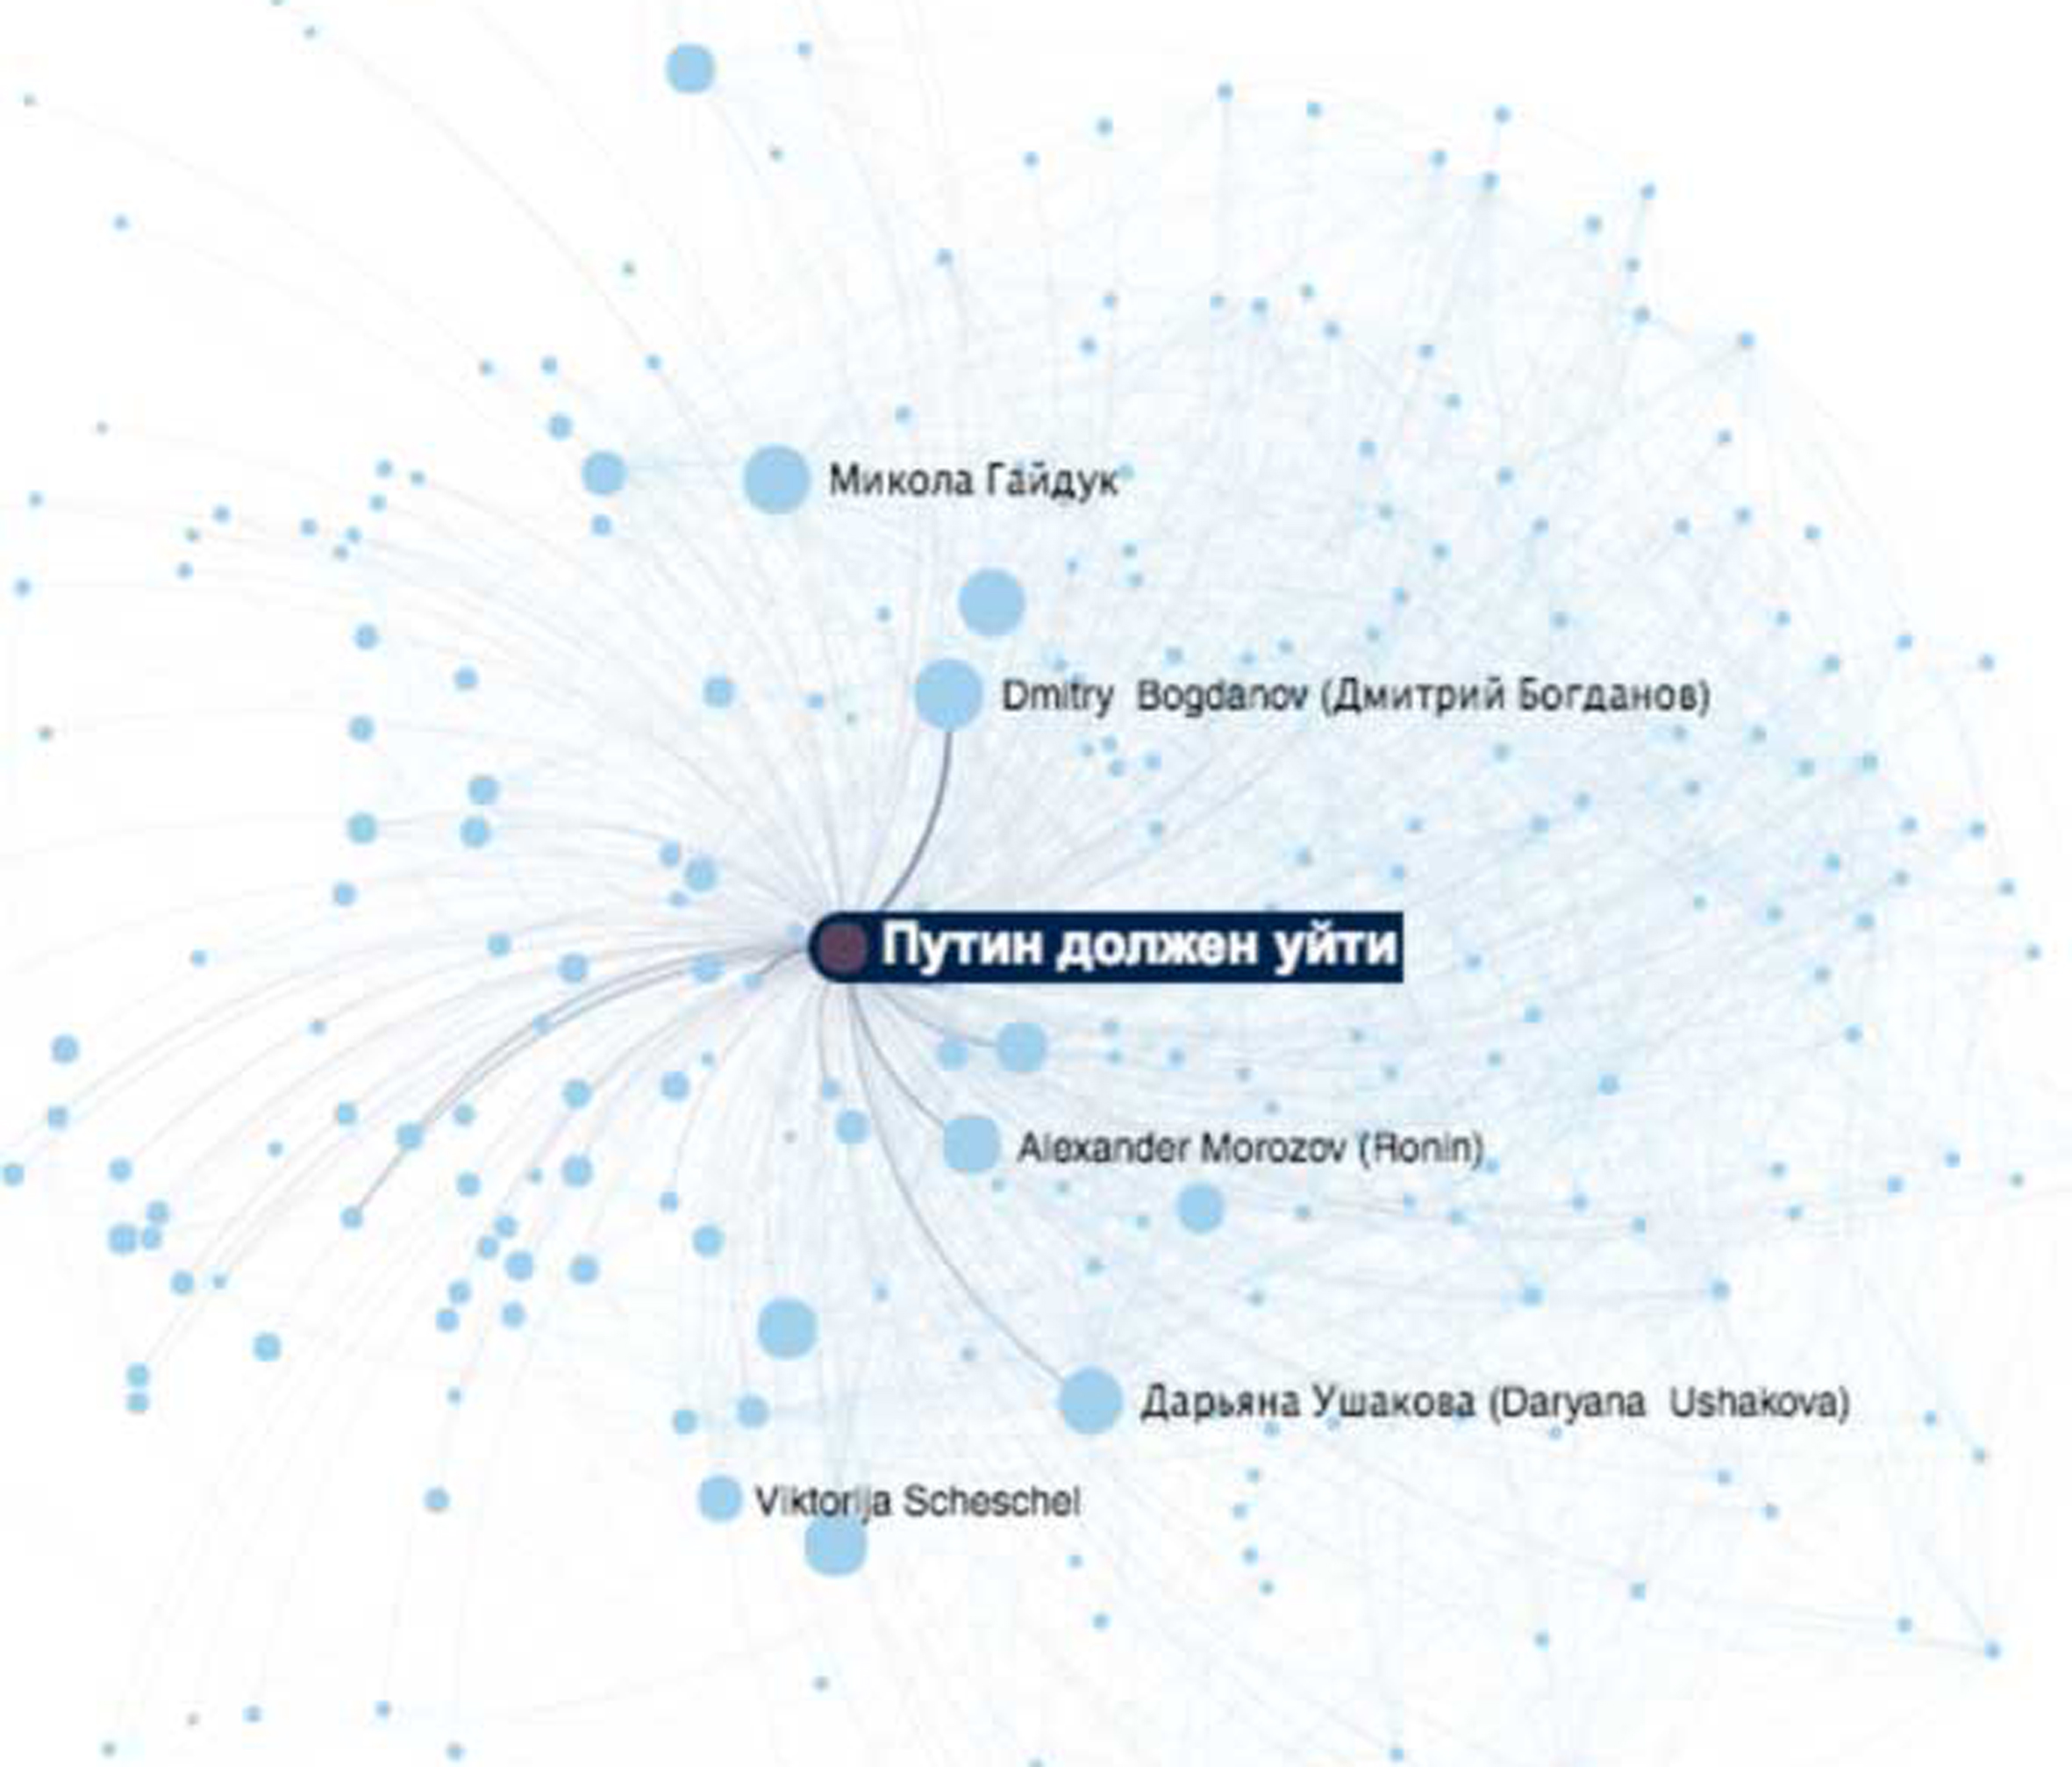 Микола Гайдук
Dmitry Bogdanov (Дмитрий Богданов)
Путин должен уйти
Alexander Morozov (Ronin)
Дарьяна Ушакова (Daryana Ushakova)
Viktorija Scheschel